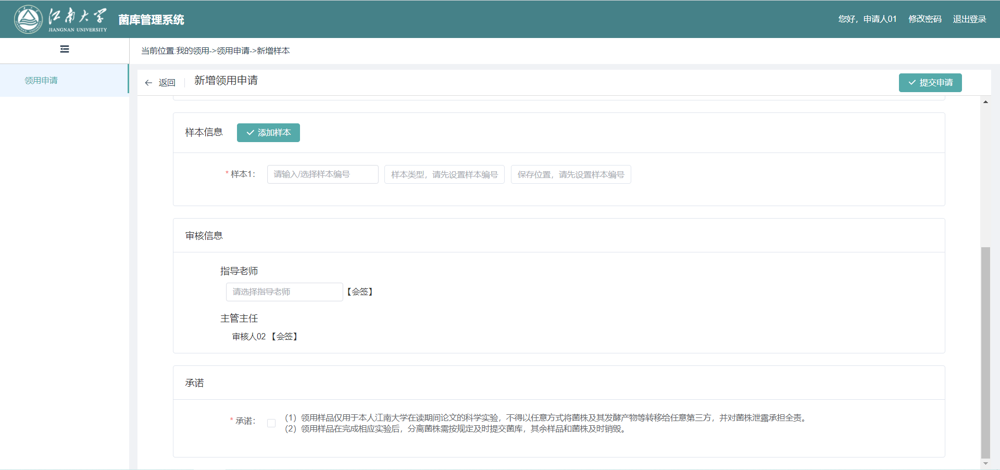 江南大学
JIANGNAN UNIVERSITY
菌库管理系统
您好，申请人01 修改密码 退出登录
当前位置:我的领用->领用申请->新增样本
领用申请
返回 新增领用申请 提交申请
样本信息 添加样本
* 样本1： 请输入/选择样本编号 样本类型，请先设置样本编号 保存位置，请先设置样本编号
审核信息
指导老师
请选择指导老师 【会签】
主管主任
审核人02 【会签】
承诺
* 承诺： （1）领用样品仅用于本人江南大学在读期间论文的科学实验，不得以任意方式将菌株及其发酵产物等转移给任意第三方，并对菌株泄露承担全责。
（2）领用样品在完成相应实验后，分离菌株需按规定及时提交菌库，其余样品和菌株及时销毁。